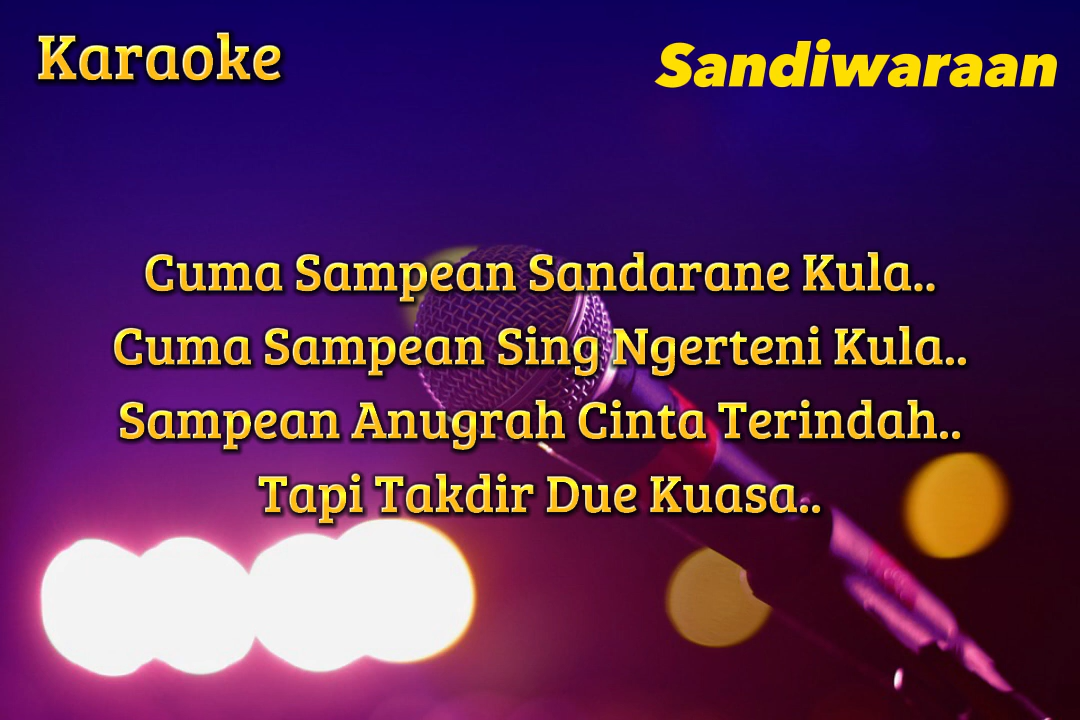 Karaoke
Sandiwaraan
Cuma Sampean Sandarane Kula..
Cuma Sampean Sing Ngerteni Kula..
Sampean Anugrah Cinta Terindah..
Tapi Takdir Due Kuasa..